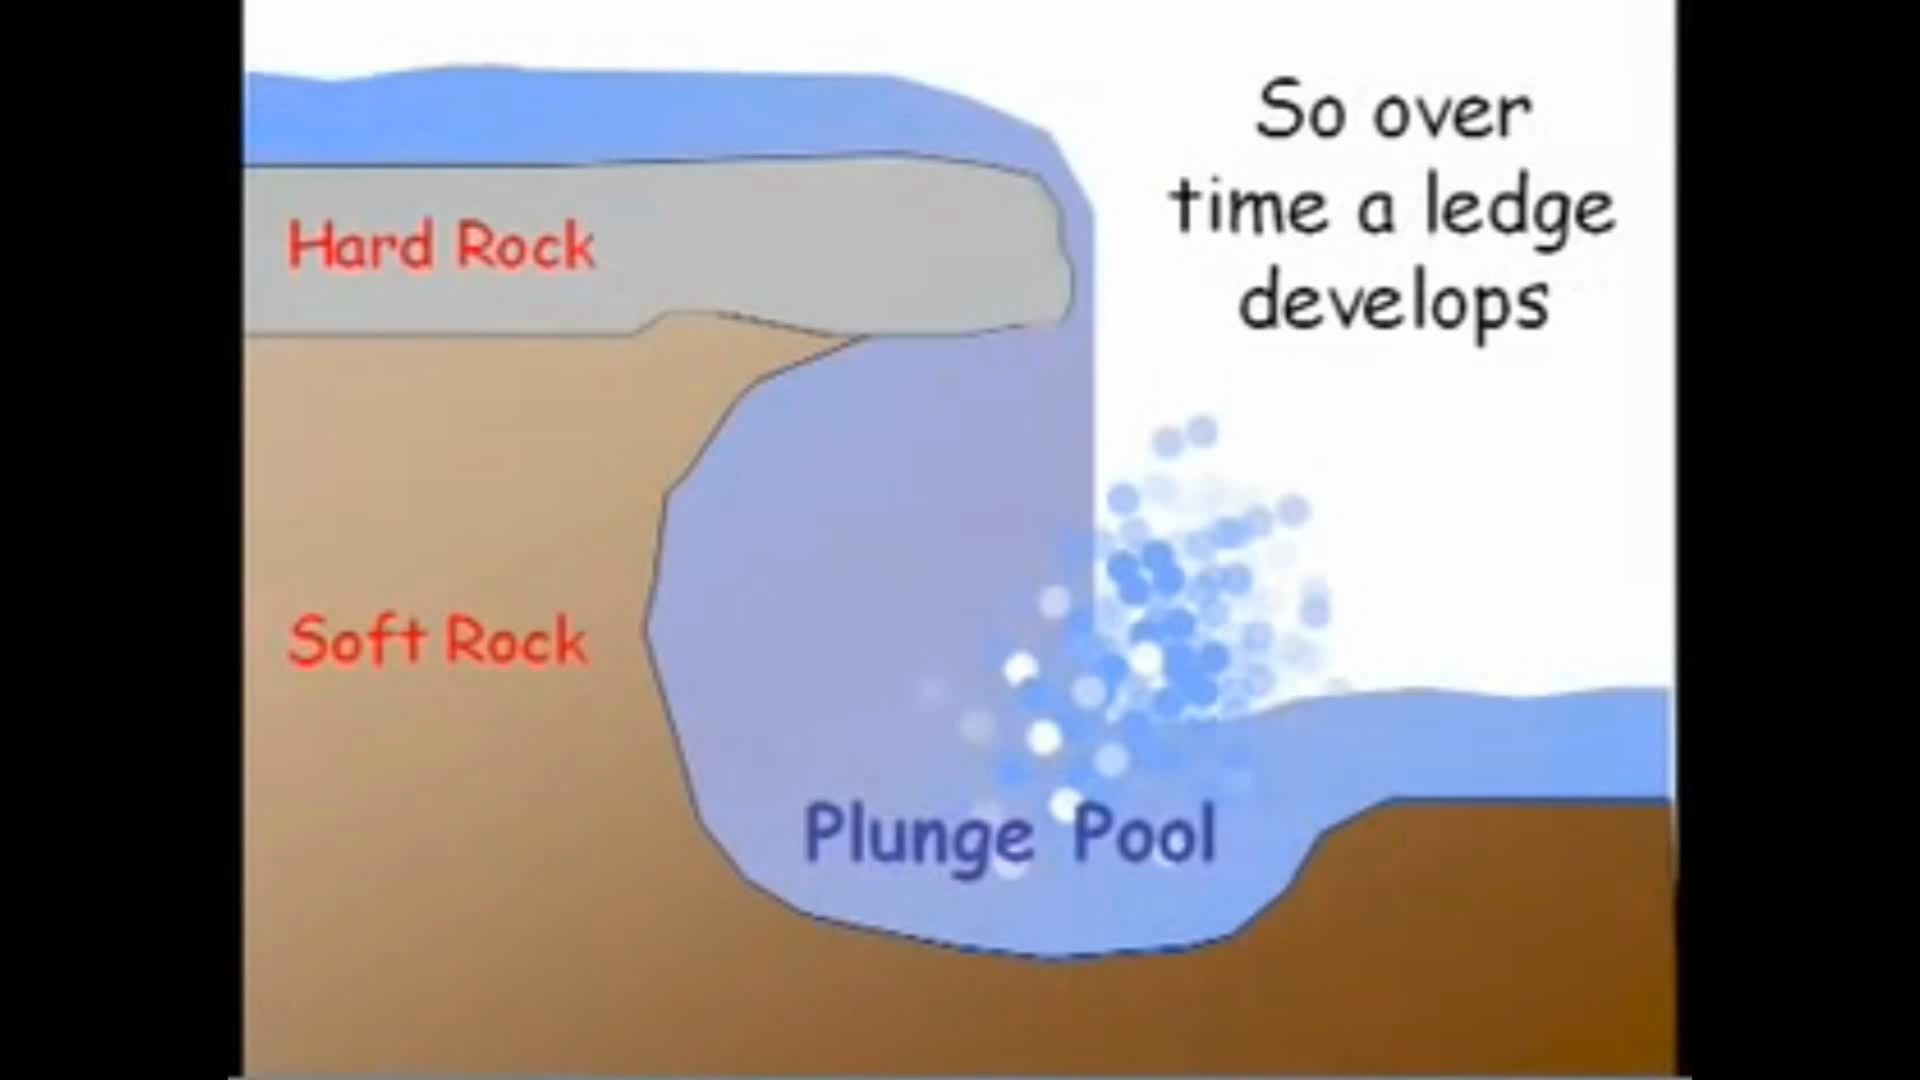 So over
time a ledge
develops
Hard Rock
Soft Rock
Plunge Pool